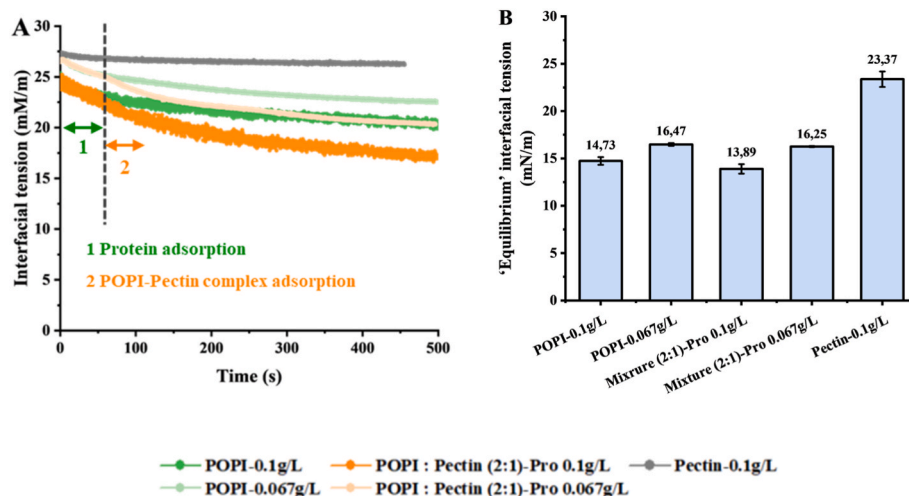 A
Interfacial tension (mM/m)
30
25
20
15
10
5
0
1
2
1 Protein adsorption
2 POPI-Pectin complex adsorption
0 100 200 300 400 500
Time (s)
B
'Equilibrium' interfacial tension
(mN/m)
30
25
20
15
10
5
0
14,73
16,47
13,89
16,25
23,37
POPI-0.1g/L
POPI-0.067g/L
Mixrure (2:1)-Pro 0.1g/L
Mixture (2:1)-Pro 0.067g/L
Pectin-0.1g/L
POPI-0.1g/L POPI : Pectin (2:1)-Pro 0.1g/L Pectin-0.1g/L
POPI-0.067g/L POPI : Pectin (2:1)-Pro 0.067g/L